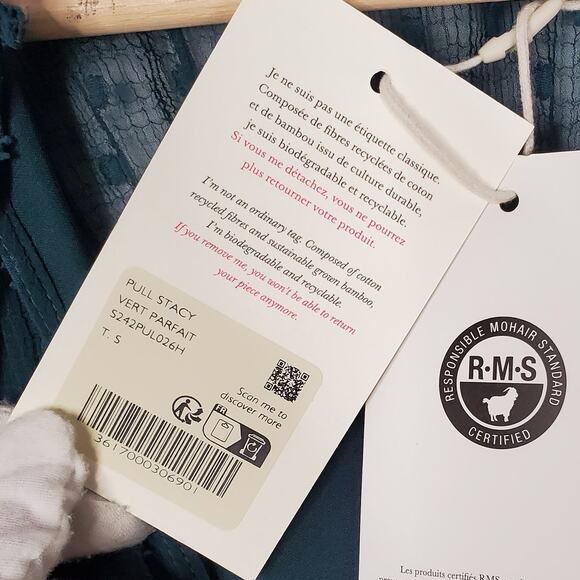 Je ne suis pas une étiquette classique.
Composée de fibres recyclées de coton
et de bambou issu de culture durable,
je suis biodégradable et recyclable.
Si vous me détachez, vous ne pourrez
plus retourner votre produit.
I'm not an ordinary tag. Composed of cotton
recycled fibres and sustainable grown bamboo,
I'm biodegradable and recyclable.
If you remove me, you won't be able to return
your piece anymore.
PULL STACY
VERT PARFAIT
S242PUL026H
T. S
Scan me to
discover more
FR
3617000306901
RESPONSIBLE MOHAIR STANDARD
R·M·S
CERTIFIED
Les produits certifiés RMS